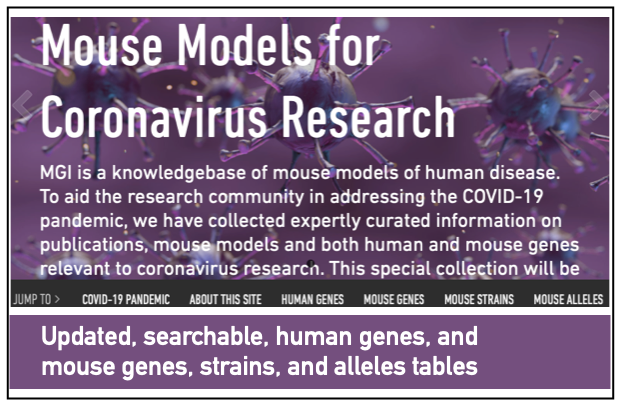 Mouse Models for
Coronavirus Research
MGI is a knowledgebase of mouse models of human disease.
To aid the research community in addressing the COVID-19
pandemic, we have collected expertly curated information on
publications, mouse models and both human and mouse genes
relevant to coronavirus research. This special collection will be
JUMP TO > COVID-19 PANDEMIC ABOUT THIS SITE HUMAN GENES MOUSE GENES MOUSE STRAINS MOUSE ALLELES
Updated, searchable, human genes, and
mouse genes, strains, and alleles tables